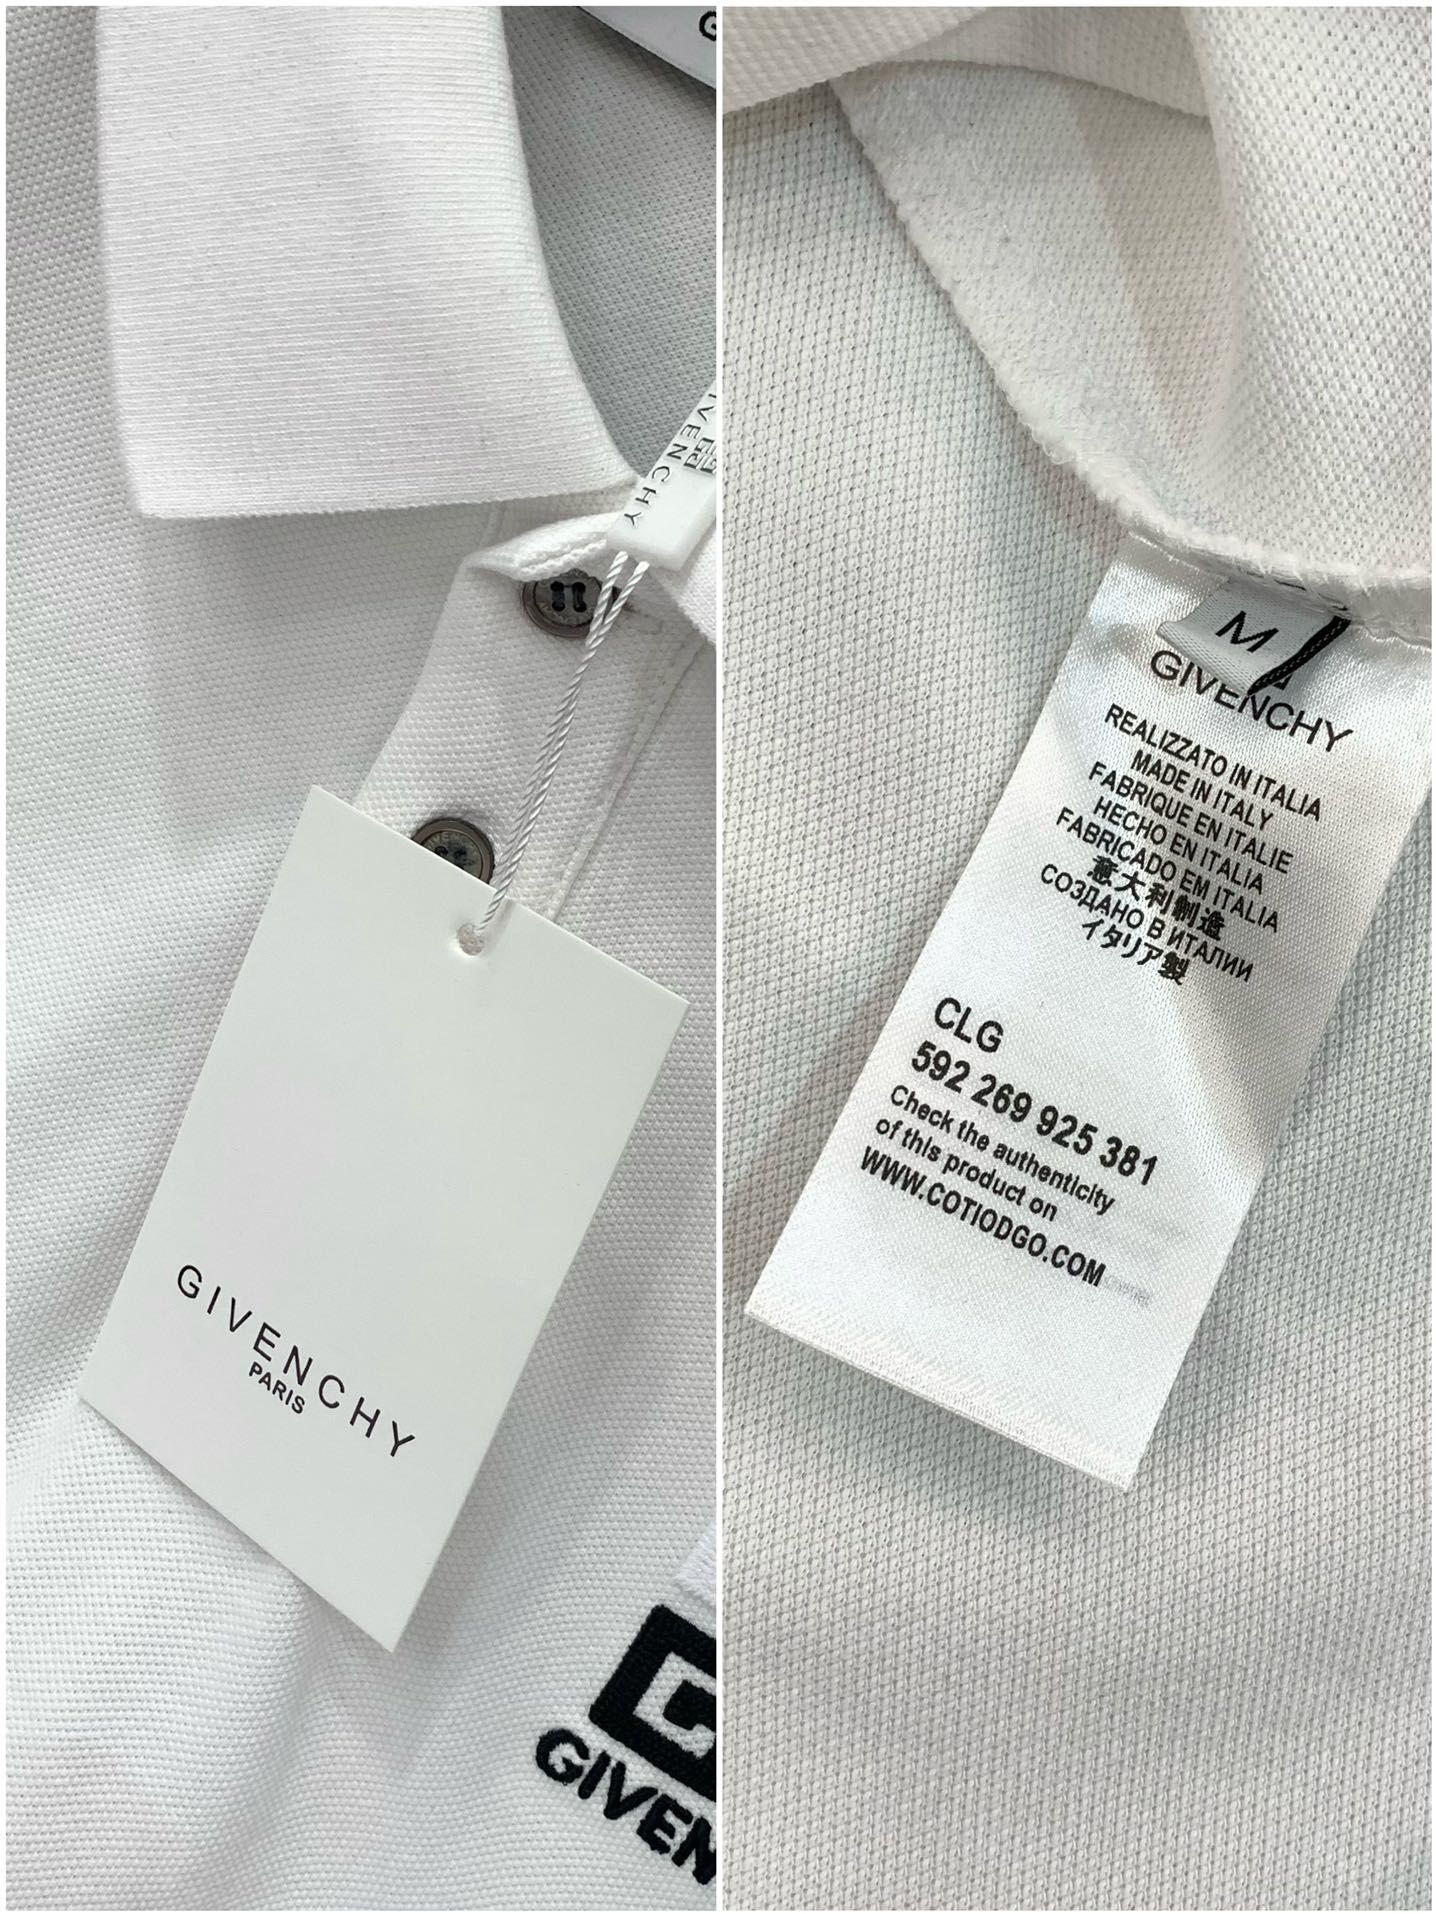 G
GIVENCHY
GIVENCHY
PARIS
GIVEN
M
GIVENCHY
REALIZZATO IN ITALIA
MADE IN ITALY
FABRIQUE EN ITALIE
HECHO EN ITALIA
FABRICADO EM ITALIA
意大利制造
СОЗДАНО В ИТАЛИИ
イタリア製
CLG
592 269 925 381
Check the authenticity
of this product on
WWW.COTIODGO.COM